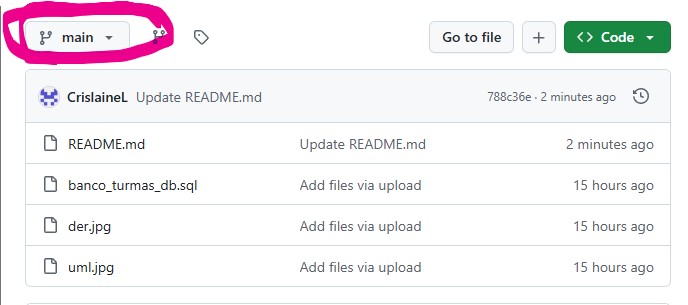 main
Go to file
Code
CrislaineL Update README.md 788c36e · 2 minutes ago
README.md Update README.md 2 minutes ago
banco_turmas_db.sql Add files via upload 15 hours ago
der.jpg Add files via upload 15 hours ago
uml.jpg Add files via upload 15 hours ago